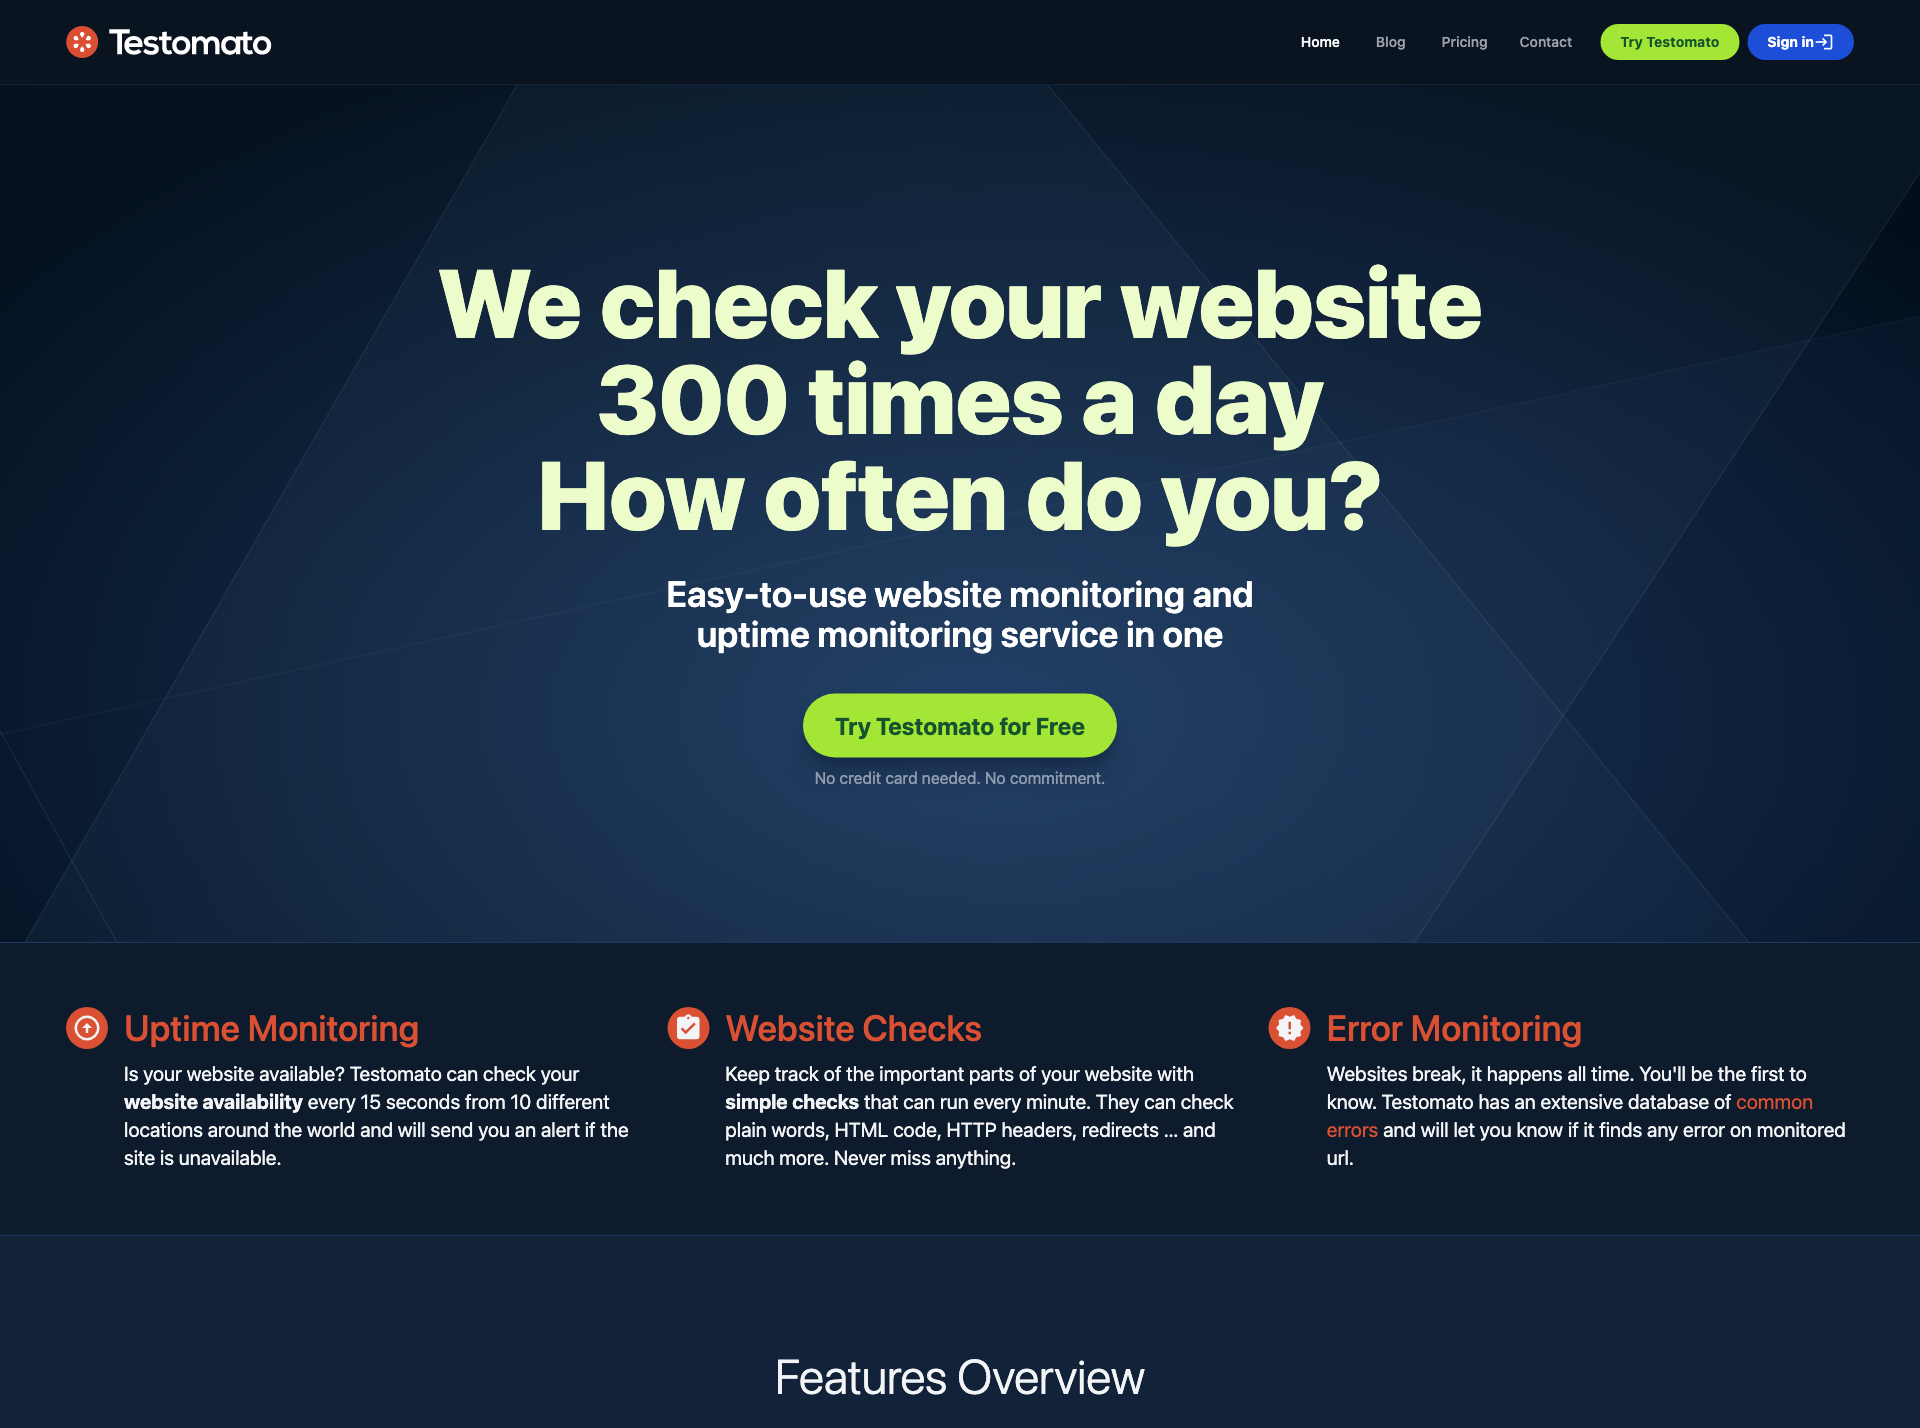 Testomato
Home Blog Pricing Contact Try Testomato Sign in
We check your website
300 times a day
How often do you?
Easy-to-use website monitoring and
uptime monitoring service in one
Try Testomato for Free
No credit card needed. No commitment.
Uptime Monitoring
Is your website available? Testomato can check your
website availability every 15 seconds from 10 different
locations around the world and will send you an alert if the
site is unavailable.
Website Checks
Keep track of the important parts of your website with
simple checks that can run every minute. They can check
plain words, HTML code, HTTP headers, redirects ... and
much more. Never miss anything.
Error Monitoring
Websites break, it happens all time. You'll be the first to
know. Testomato has an extensive database of common
errors and will let you know if it finds any error on monitored
url.
Features Overview